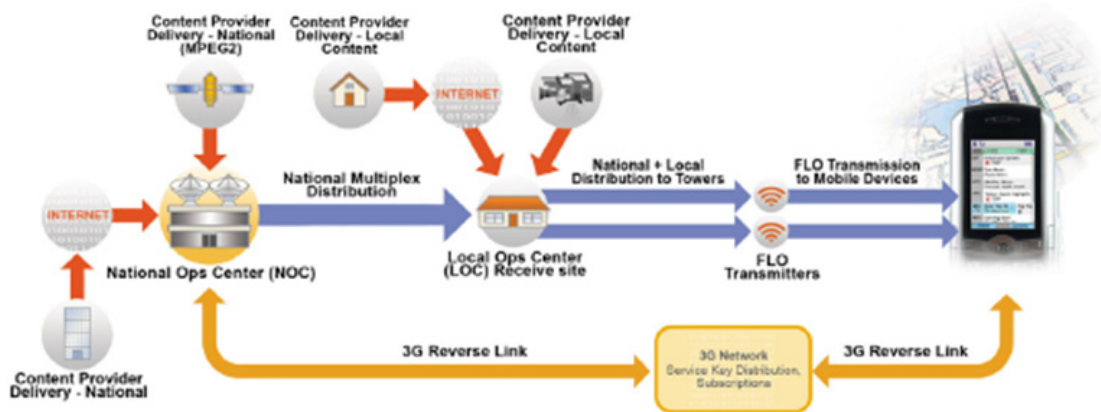 Content Provider
Delivery - National
(MPEG2)
Content Provider
Delivery - Local
Content
Content Provider
Delivery - Local
Content
INTERNET
National Multiplex
Distribution
National + Local
Distribution to Towers
FLO Transmission
to Mobile Devices
INTERNET
National Ops Center (NOC)
Local Ops Center
(LOC) Receive site
FLO
Transmitters
Content Provider
Delivery - National
3G Reverse Link
3G Network
Service Key Distribution,
Subscriptions
3G Reverse Link